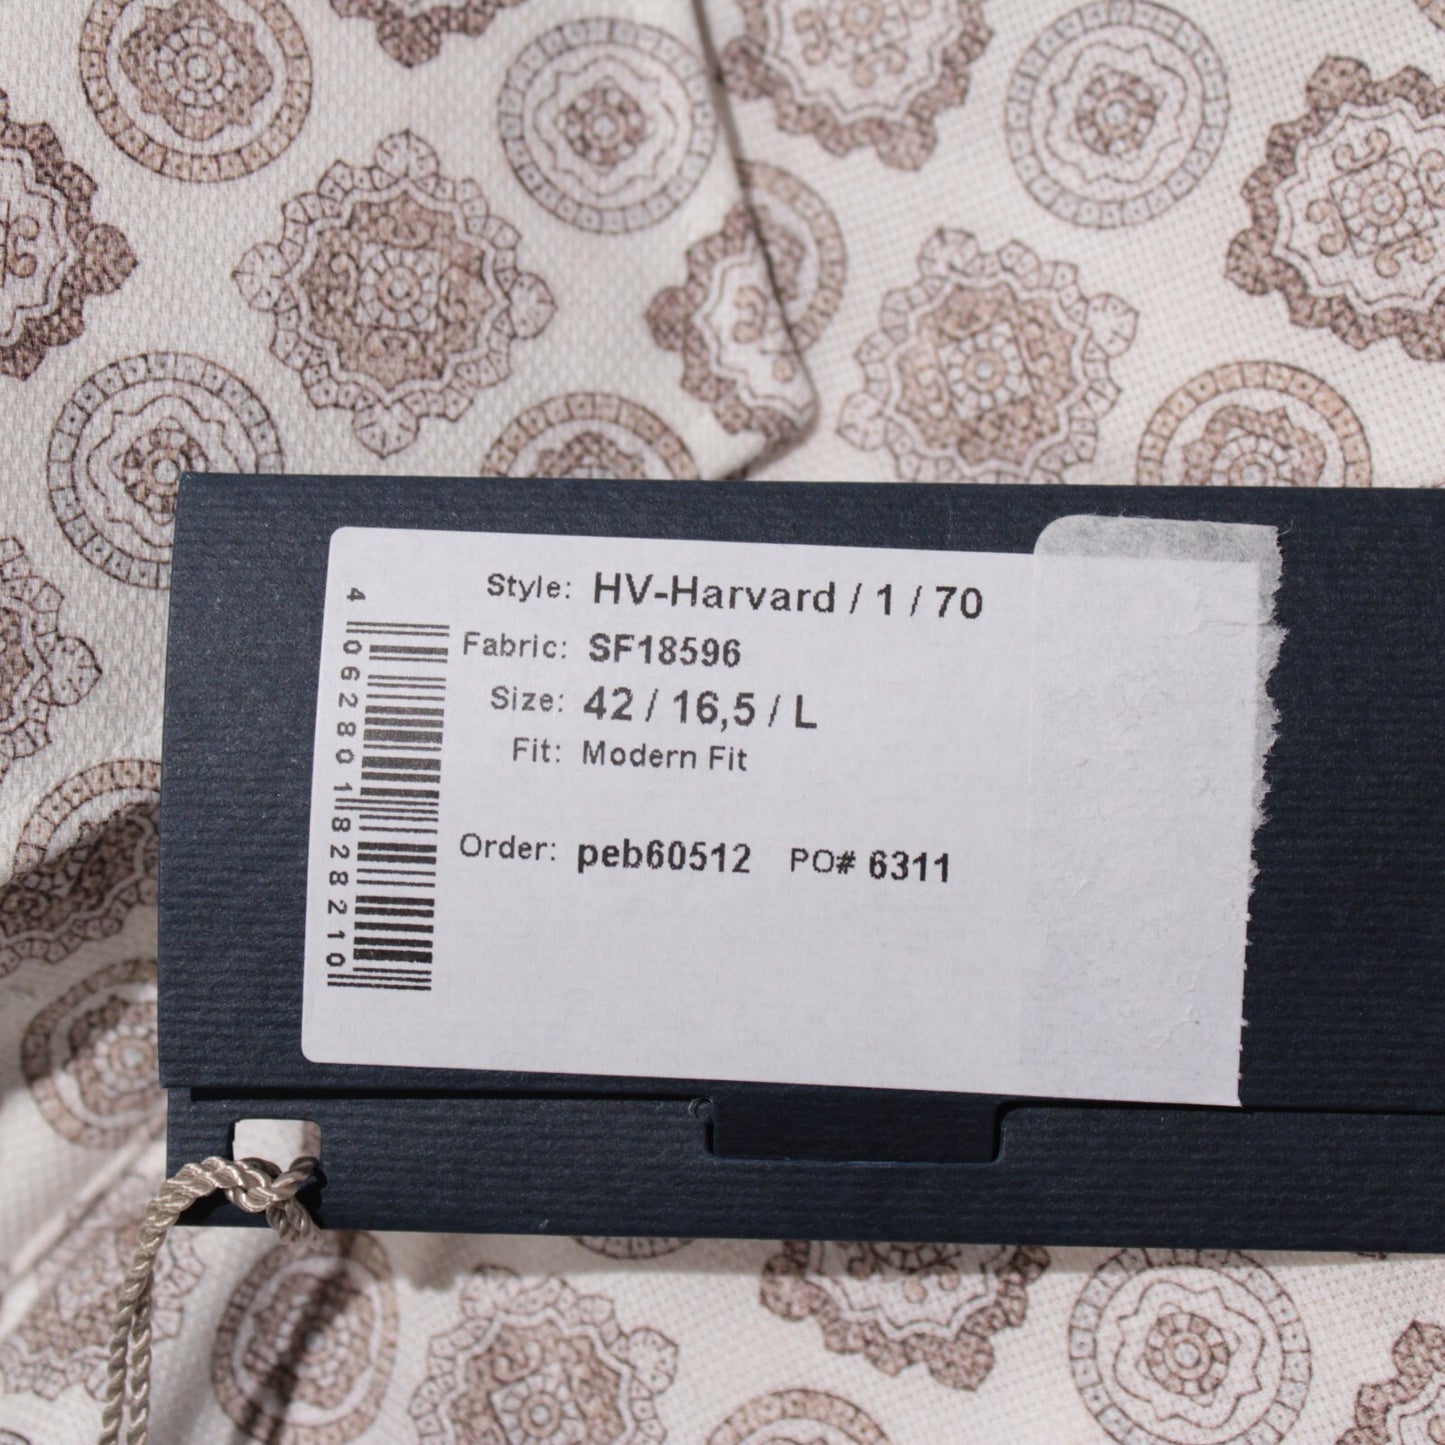 Style: HV-Harvard / 1 / 70
Fabric: SF18596
Size: 42 / 16,5 / L
Fit: Modern Fit
Order: peb60512 PO# 6311
4 062801 828210